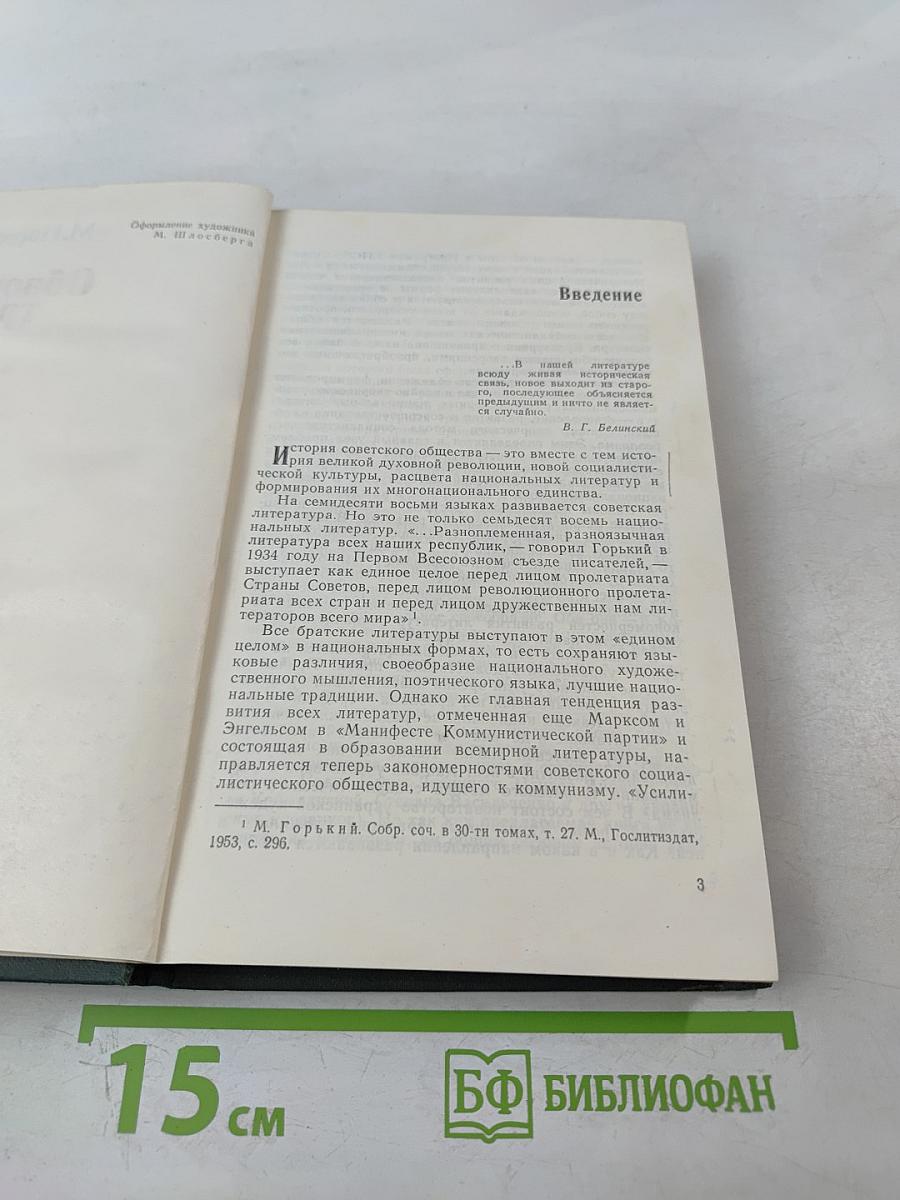 Оформление художника
М. Шлосберга
Введение
...В нашей литературе
всюду живая историческая
связь, новое выходит из старо-
го, последующее объясняется
предыдущим и ничто не являет-
ся случайно.
В. Г. Белинский
История советского общества — это вместе с тем исто-
рия великой духовной революции, новой социалисти-
ческой культуры, расцвета национальных литератур и
формирования их многонационального единства.
На семидесяти восьми языках развивается советская
литература. Но это не только семьдесят восемь нацио-
нальных литератур. «...Разноплеменная, разноязычная
литература всех наших республик, — говорил Горький в
1934 году на Первом Всесоюзном съезде писателей, —
выступает как единое целое перед лицом пролетариата
Страны Советов, перед лицом революционного пролета-
риата всех стран и перед лицом дружественных нам ли-
тераторов всего мира» 1.
Все братские литературы выступают в этом «едином
целом» в национальных формах, то есть сохраняют язы-
ковые различия, своеобразие национального художе-
ственного мышления, поэтического языка, лучшие нацио-
нальные традиции. Однако же главная тенденция раз-
вития всех литератур, отмеченная еще Марксом и
Энгельсом в «Манифесте Коммунистической партии» и
состоящая в образовании всемирной литературы, на-
правляется теперь закономерностями советского социа-
листического общества, идущего к коммунизму. «Усили-
1 М. Горький. Собр. соч. в 30-ти томах, т. 27. М., Гослитиздат,
1953, с. 296.
3
15 см
БФ БИБЛИОФАН